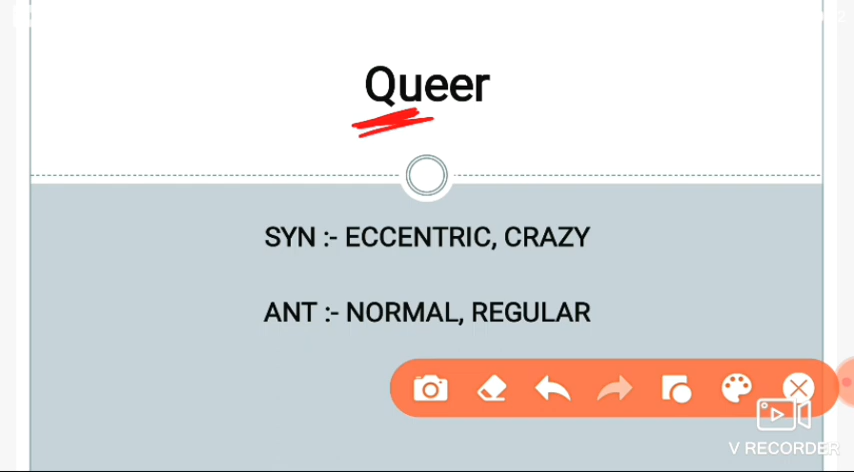 Queer
SYN :- ECCENTRIC, CRAZY
ANT :- NORMAL, REGULAR
V RECORDER